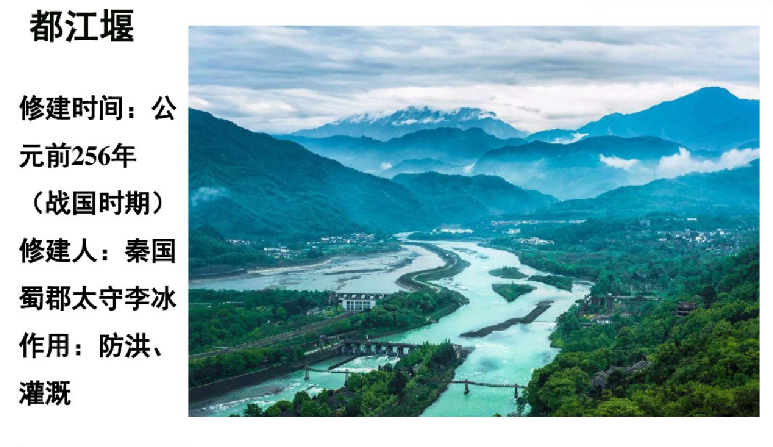 都江堰
修建时间：公
元前256年
（战国时期）
修建人：秦国
蜀郡太守李冰
作用：防洪、
灌溉